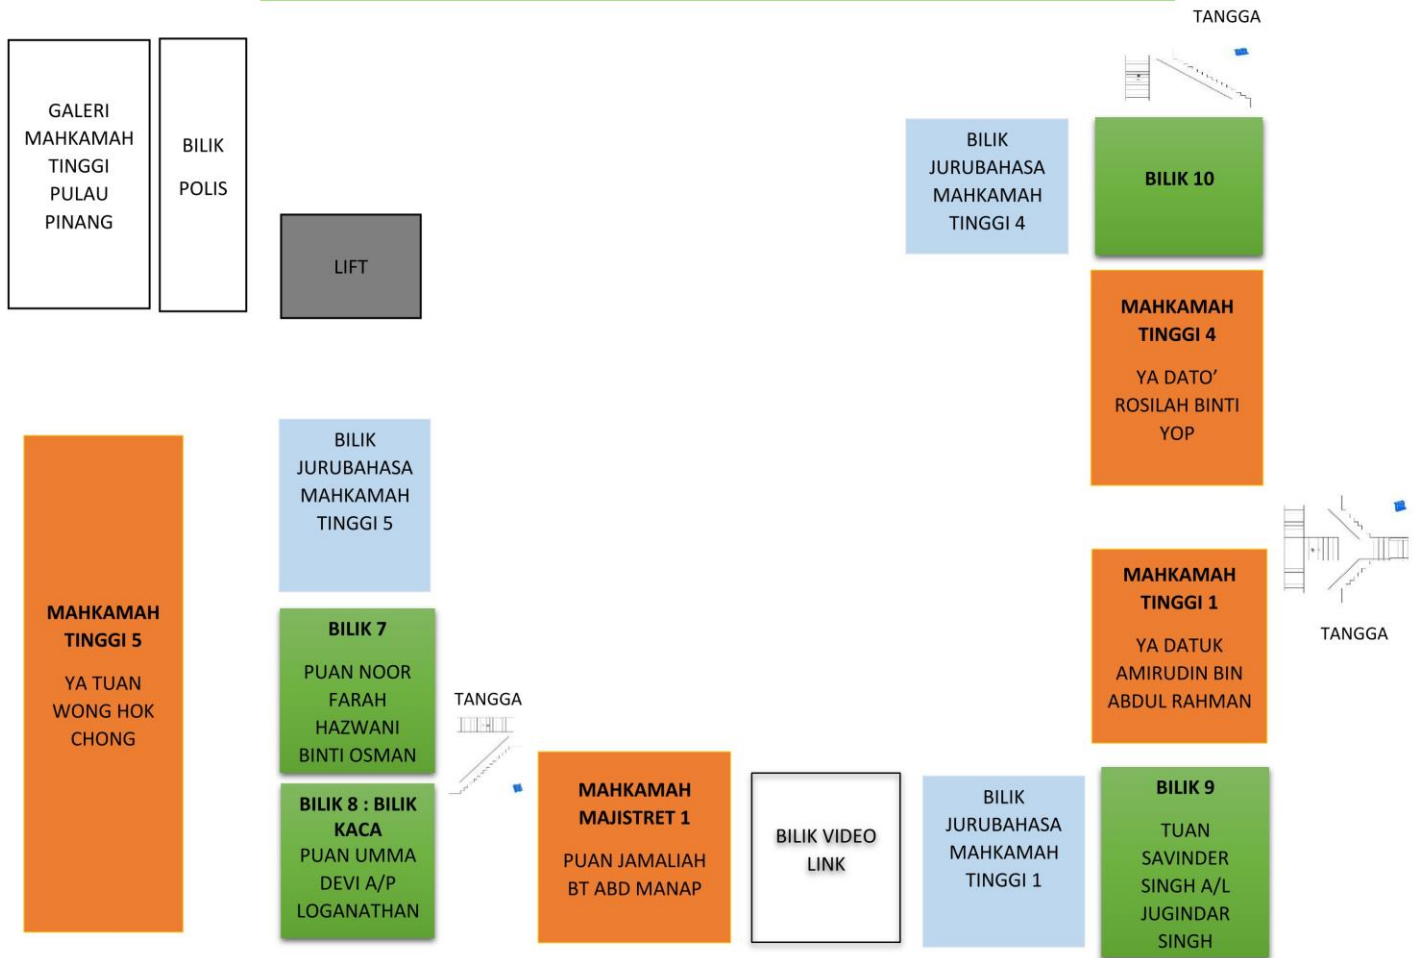 TANGGA
GALERI
MAHKAMAH
TINGGI
PULAU
PINANG
BILIK
POLIS
LIFT
BILIK
JURUBAHASA
MAHKAMAH
TINGGI 4
BILIK 10
MAHKAMAH
TINGGI 4
YA DATO’
ROSILAH BINTI
YOP
MAHKAMAH
TINGGI 5
YA TUAN
WONG HOK
CHONG
BILIK
JURUBAHASA
MAHKAMAH
TINGGI 5
BILIK 7
PUAN NOOR
FARAH
HAZWANI
BINTI OSMAN
TANGGA
BILIK 8 : BILIK
KACA
PUAN UMMA
DEVI A/P
LOGANATHAN
MAHKAMAH
MAJISTRET 1
PUAN JAMALIAH
BT ABD MANAP
BILIK VIDEO
LINK
BILIK
JURUBAHASA
MAHKAMAH
TINGGI 1
MAHKAMAH
TINGGI 1
YA DATUK
AMIRUDIN BIN
ABDUL RAHMAN
TANGGA
BILIK 9
TUAN
SAVINDER
SINGH A/L
JUGINDAR
SINGH